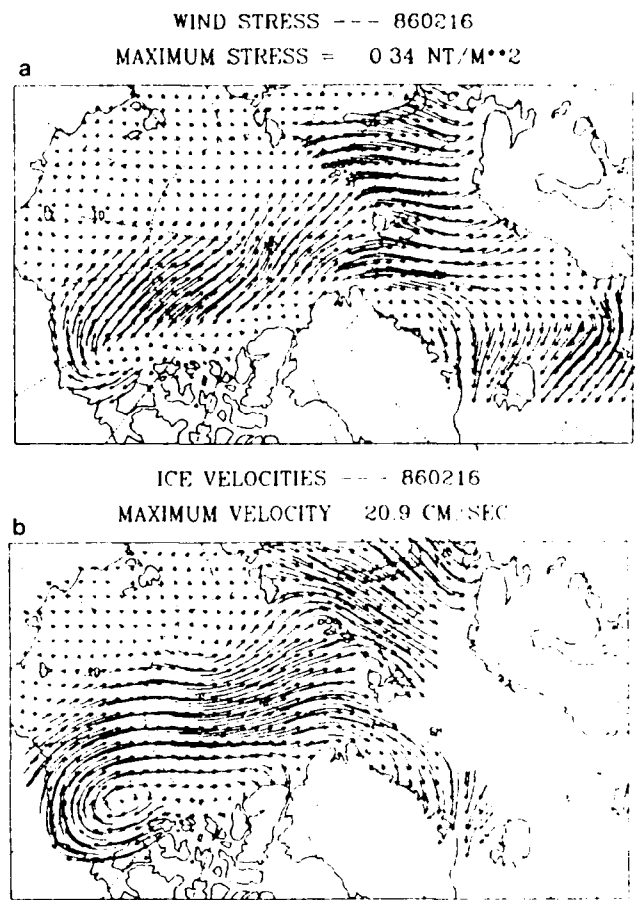 WIND STRESS --- 860216
MAXIMUM STRESS = 0.34 NT/M**2
a
ICE VELOCITIES --- 860216
MAXIMUM VELOCITY 20.9 CM/SEC
b